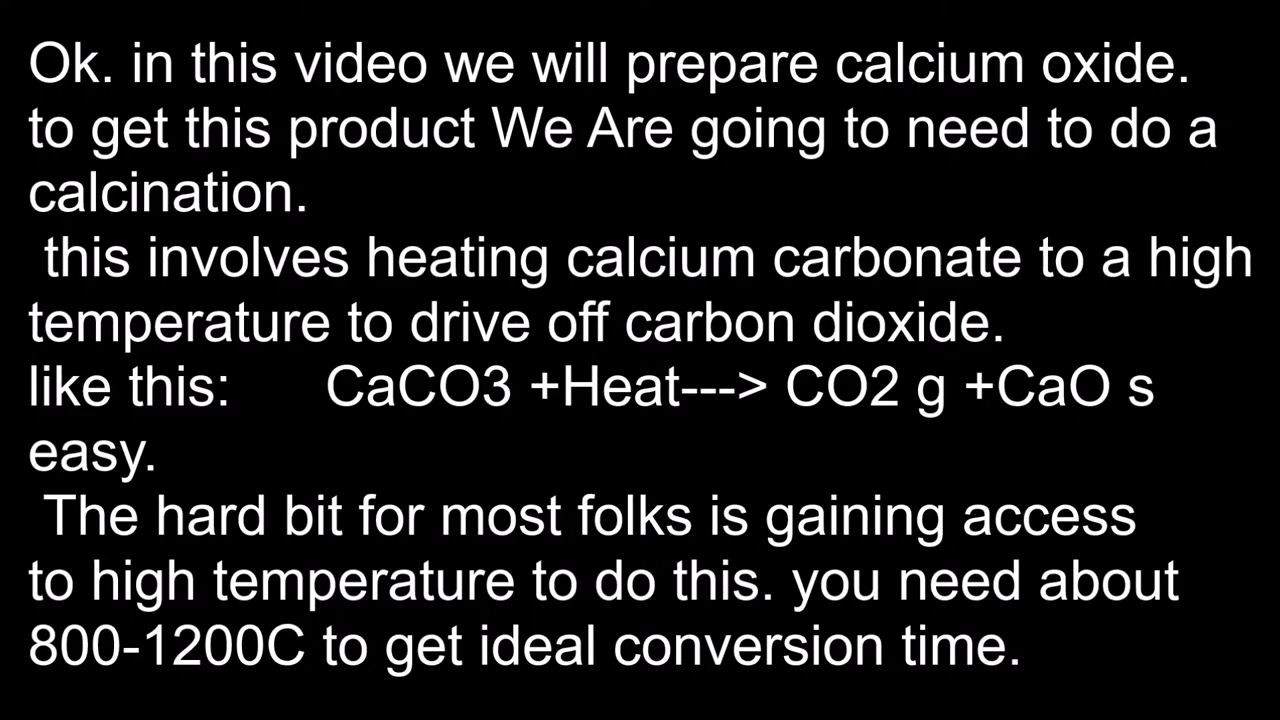 Ok. in this video we will prepare calcium oxide.
to get this product We Are going to need to do a
calcination.
this involves heating calcium carbonate to a high
temperature to drive off carbon dioxide.
like this: CaCO3 +Heat---> CO2 g +CaO s
easy.
The hard bit for most folks is gaining access
to high temperature to do this. you need about
800-1200C to get ideal conversion time.